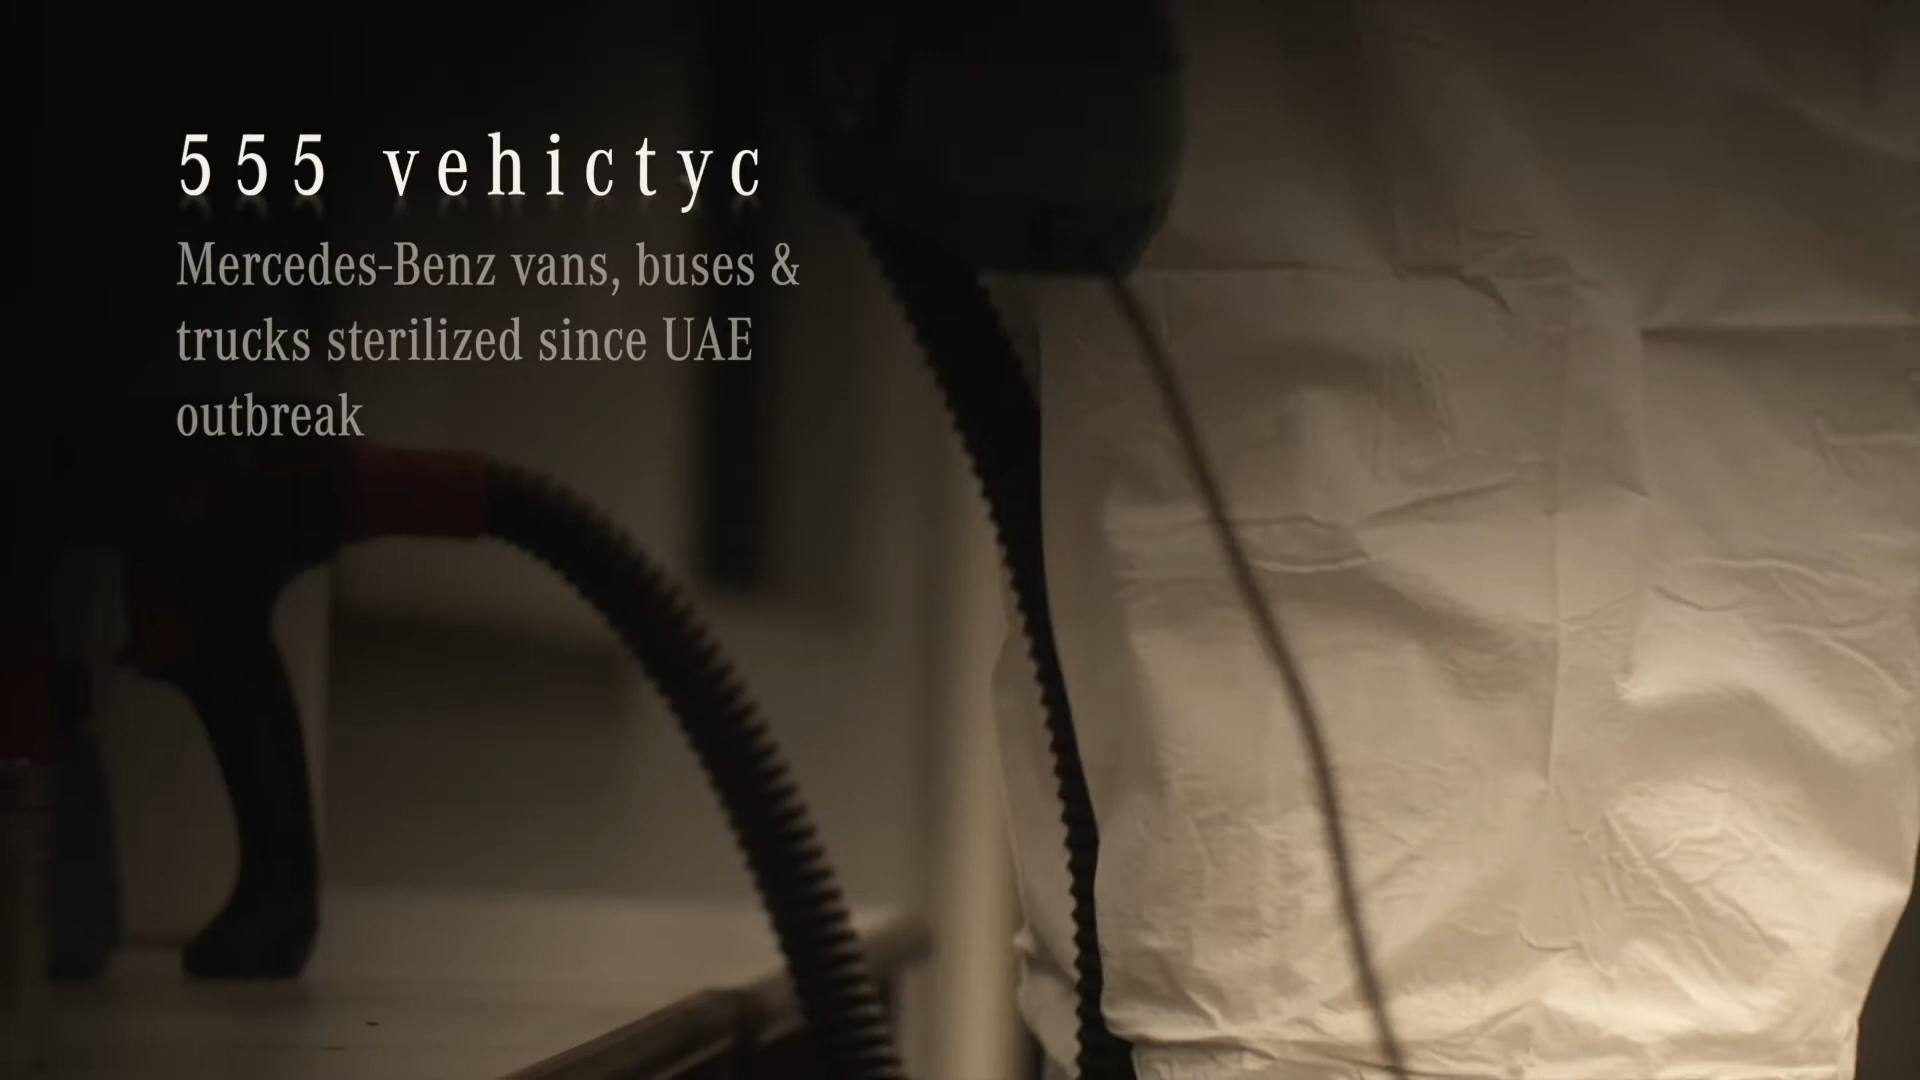 555 vehictyc
Mercedes-Benz vans, buses &
trucks sterilized since UAE
outbreak